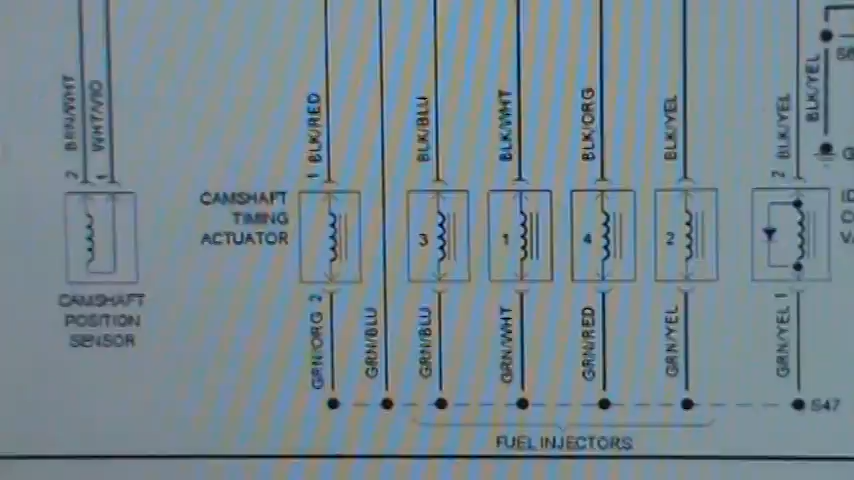 BRN/WHT
WHT/VIO
BLK/RED
BLK/BLU
BLK/WHT
BLK/ORG
BLK/YEL
BLK/YEL
BLK/YEL
2
1
1
2
CAMSHAFT
TIMING
ACTUATOR
3
1
4
2
CAMSHAFT
POSITION
SENSOR
GRN/ORG 2
GRN/BLU
GRN/BLU
GRN/WHT
GRN/RED
GRN/YEL
GRN/YEL 1
S47
FUEL INJECTORS